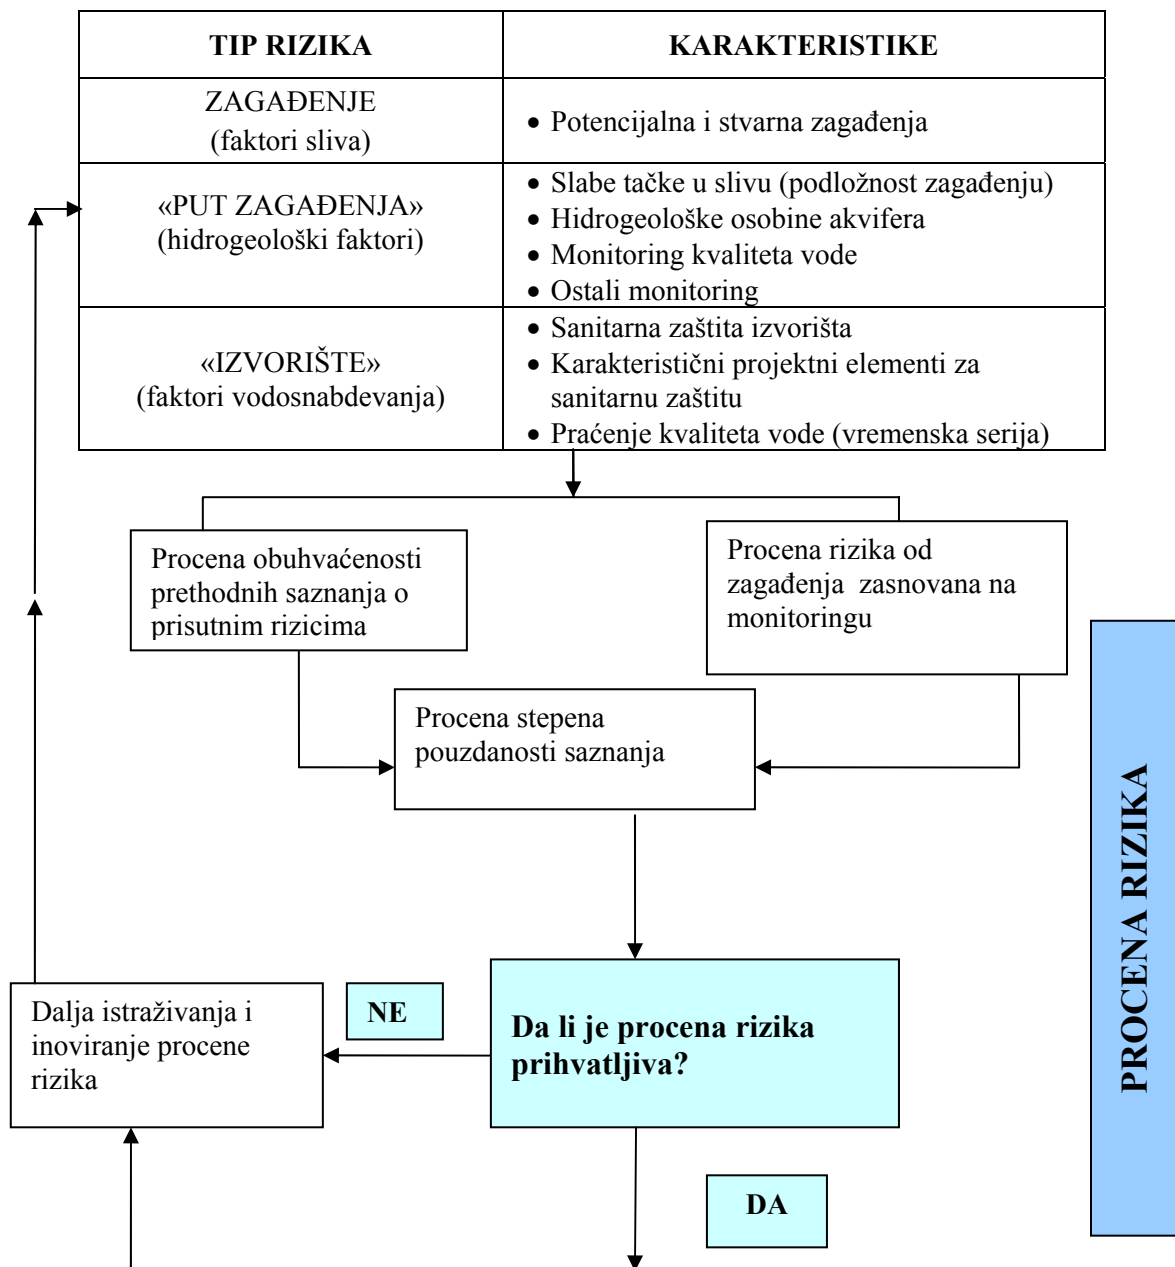 TIP RIZIKA
KARAKTERISTIKE
ZAGAĐENJE
(faktori sliva)
• Potencijalna i stvarna zagađenja
«PUT ZAGAĐENJA»
(hidrogeološki faktori)
• Slabe tačke u slivu (podložnost zagađenju)
• Hidrogeološke osobine akvifera
• Monitoring kvaliteta vode
• Ostali monitoring
«IZVORIŠTE»
(faktori vodosnabdevanja)
• Sanitarna zaštita izvorišta
• Karakteristični projektni elementi za
sanitarnu zaštitu
• Praćenje kvaliteta vode (vremenska serija)
Procena obuhvaćenosti
prethodnih saznanja o
prisutnim rizicima
Procena rizika od
zagađenja zasnovana na
monitoringu
Procena stepena
pouzdanosti saznanja
Dalja istraživanja i
inoviranje procene
rizika
NE
Da li je procena rizika
prihvatljiva?
DA
PROCENA RIZIKA